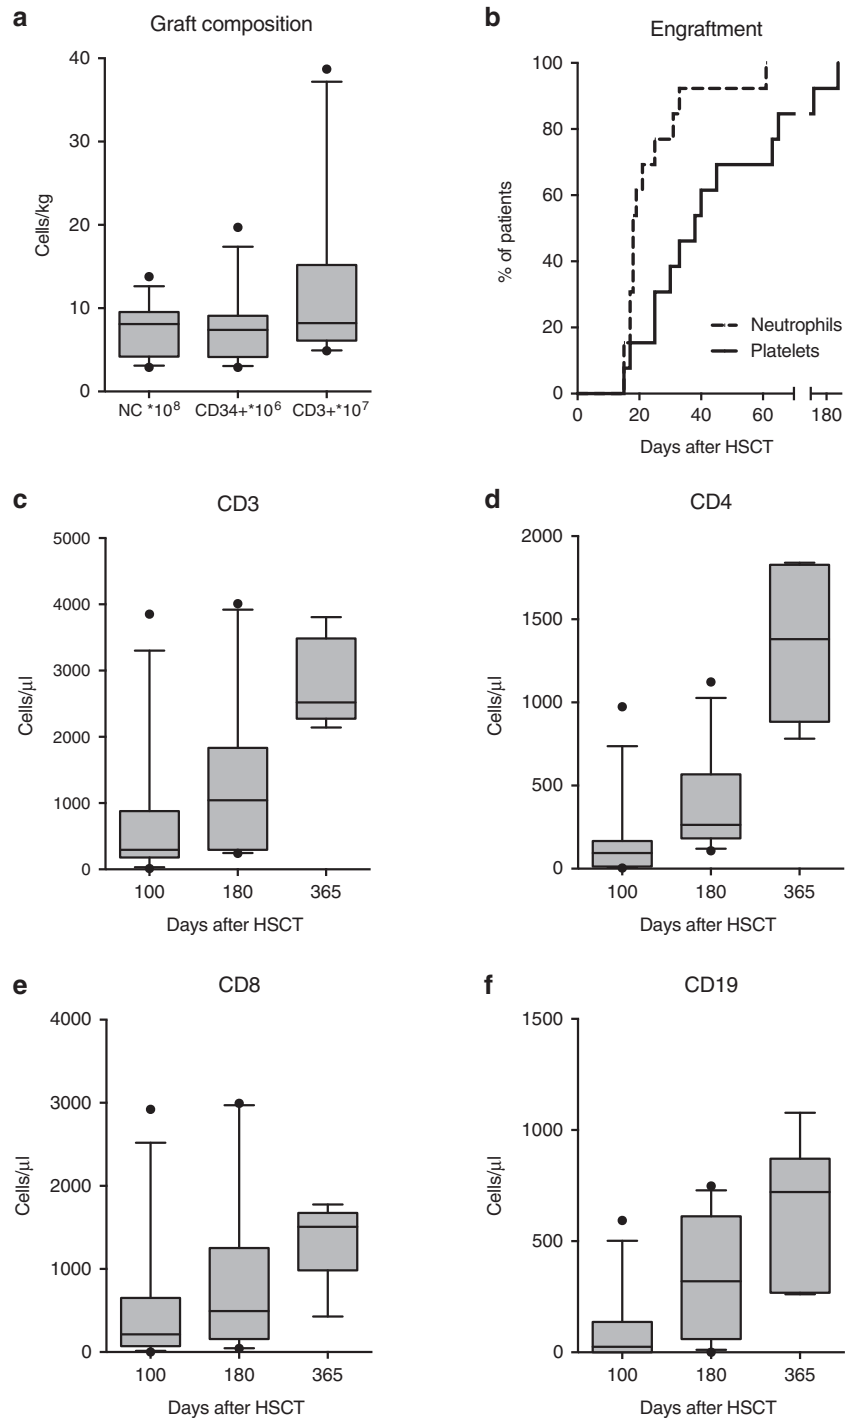 a
Graft composition
40
30
20
10
0
Cells/kg
NC *10⁸ CD34+*10⁶ CD3+*10⁷
b
Engraftment
100
80
60
40
20
0
% of patients
Neutrophils
Platelets
0 20 40 60 180
Days after HSCT
c
CD3
5000
4000
3000
2000
1000
0
Cells/μl
100 180 365
Days after HSCT
d
CD4
2000
1500
1000
500
0
Cells/μl
100 180 365
Days after HSCT
e
CD8
4000
3000
2000
1000
0
Cells/μl
100 180 365
Days after HSCT
f
CD19
1500
1000
500
0
Cells/μl
100 180 365
Days after HSCT